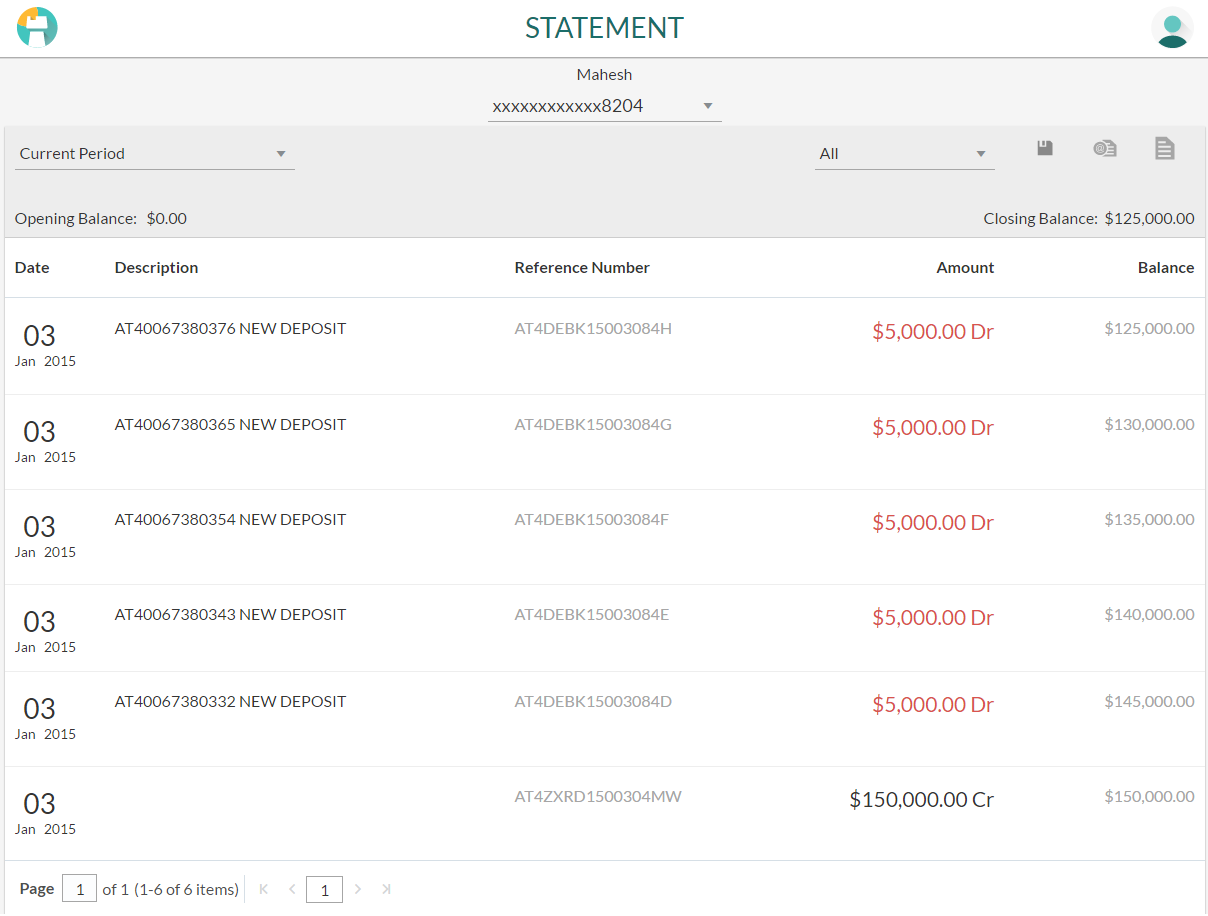 STATEMENT
Mahesh
xxxxxxxxxxxx8204
Current Period All
Opening Balance: $0.00 Closing Balance: $125,000.00
Date Description Reference Number Amount Balance
03 AT40067380376 NEW DEPOSIT AT4DEBK15003084H $5,000.00 Dr $125,000.00
Jan 2015
03 AT40067380365 NEW DEPOSIT AT4DEBK15003084G $5,000.00 Dr $130,000.00
Jan 2015
03 AT40067380354 NEW DEPOSIT AT4DEBK15003084F $5,000.00 Dr $135,000.00
Jan 2015
03 AT40067380343 NEW DEPOSIT AT4DEBK15003084E $5,000.00 Dr $140,000.00
Jan 2015
03 AT40067380332 NEW DEPOSIT AT4DEBK15003084D $5,000.00 Dr $145,000.00
Jan 2015
03 AT4ZXRD1500304MW $150,000.00 Cr $150,000.00
Jan 2015
Page 1 of 1 (1-6 of 6 items) 1